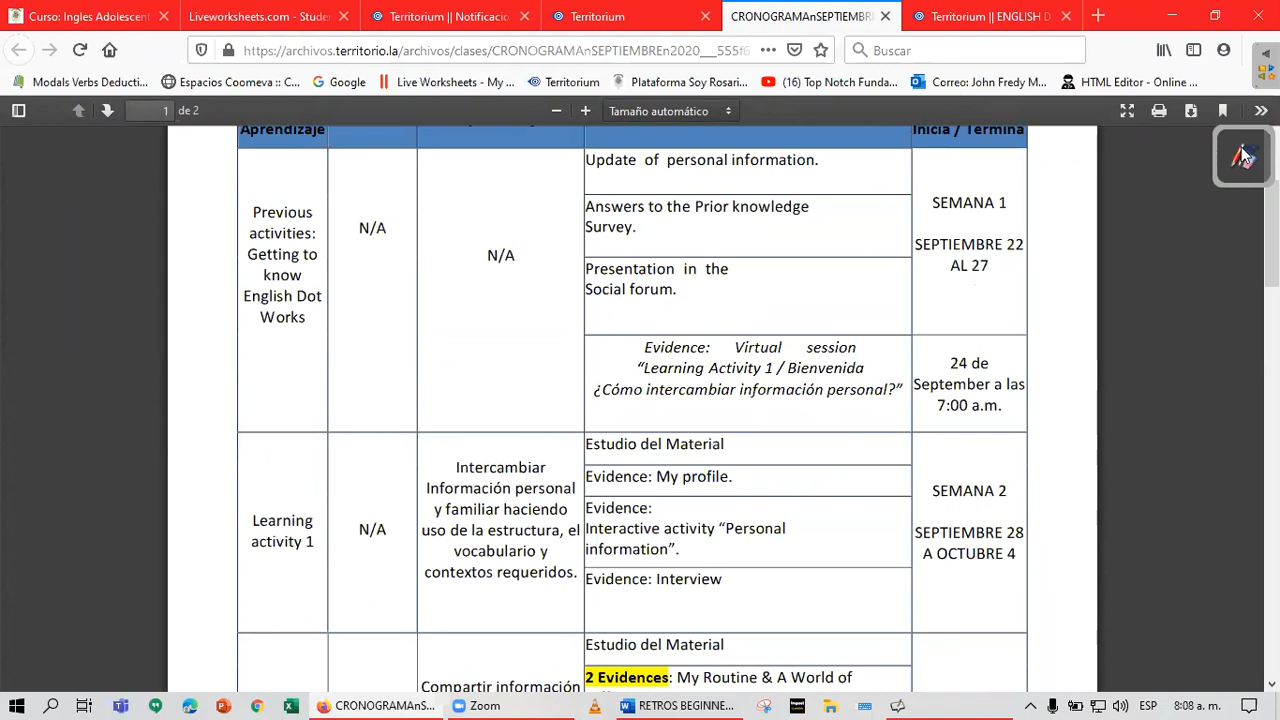 Curso: Ingles Adolescent
Liveworksheets.com - Stude
Territorium || Notificacio
Territorium
CRONOGRAMAnSEPTIEMBRE
Territorium || ENGLISH D
https://archivos.territorio.la/archivos/clases/CRONOGRAMAnSEPTIEMBREn2020___555f6
Buscar
Modals Verbs Deducti...
Espacios Coomeva :: C...
Google
Live Worksheets - My ...
Territorium
Plataforma Soy Rosari...
(16) Top Notch Funda...
Correo: John Fredy M...
HTML Editor - Online ...
1 de 2
Tamaño automático
Aprendizaje
Inicia / Termina
Previous
activities:
Getting to
know
English Dot
Works
N/A
N/A
Update of personal information.
Answers to the Prior knowledge
Survey.
Presentation in the
Social forum.
SEMANA 1
SEPTIEMBRE 22
AL 27
Evidence: Virtual session
“Learning Activity 1 / Bienvenida
¿Cómo intercambiar información personal?”
24 de
September a las
7:00 a.m.
Learning
activity 1
N/A
Intercambiar
Información personal
y familiar haciendo
uso de la estructura, el
vocabulario y
contextos requeridos.
Estudio del Material
Evidence: My profile.
Evidence:
Interactive activity “Personal
information”.
Evidence: Interview
SEMANA 2
SEPTIEMBRE 28
A OCTUBRE 4
Compartir información
Estudio del Material
2 Evidences: My Routine & A World of
CRONOGRAMAnS...
Zoom
RETROS BEGINNE...
ESP
8:08 a. m.